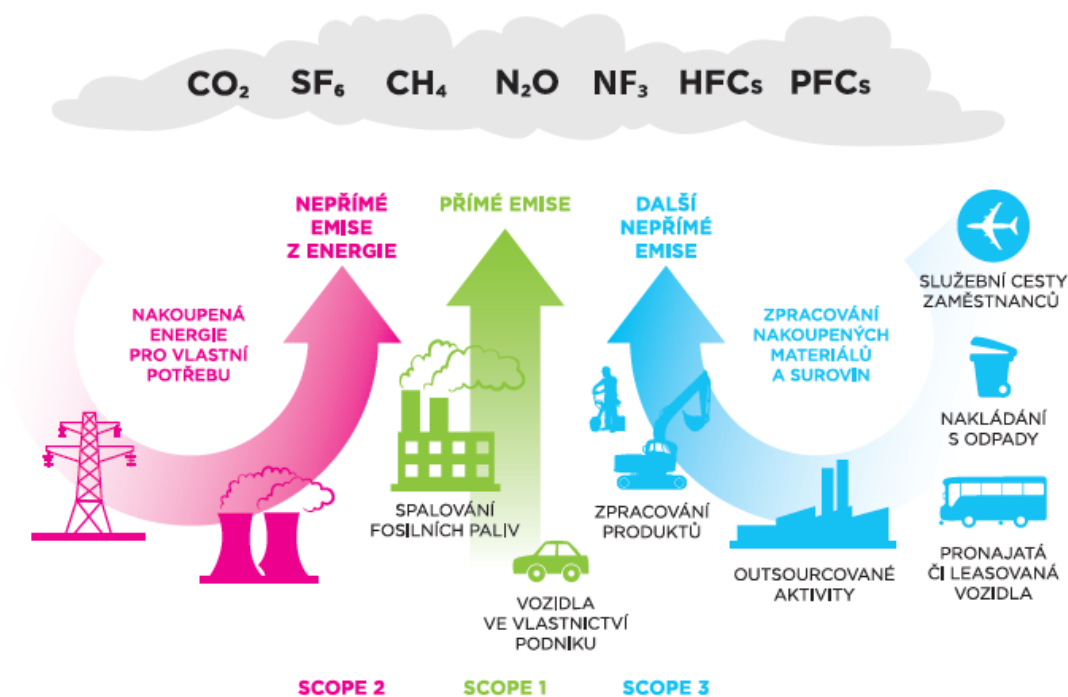 CO₂ SF₆ CH₄ N₂O NF₃ HFCs PFCs
NEPŘÍMÉ
EMISE
Z ENERGIE
PŘÍMÉ EMISE
DALŠÍ
NEPŘÍMÉ
EMISE
NAKOUPENÁ
ENERGIE
PRO VLASTNÍ
POTŘEBU
ZPRACOVÁNÍ
NAKOUPENÝCH
MATERIÁLŮ
A SUROVIN
SLUŽEBNÍ CESTY
ZAMĚSTNANCŮ
NAKLÁDÁNÍ
S ODPADY
SPALOVÁNÍ
FOSILNÍCH PALIV
ZPRACOVÁNÍ
PRODUKTŮ
OUTSOURCOVANÉ
AKTIVITY
PRONAJATÁ
ČI LEASOVANÁ
VOZIDLA
VOZIDLA
VE VLASTNICTVÍ
PODNIKU
SCOPE 2
SCOPE 1
SCOPE 3